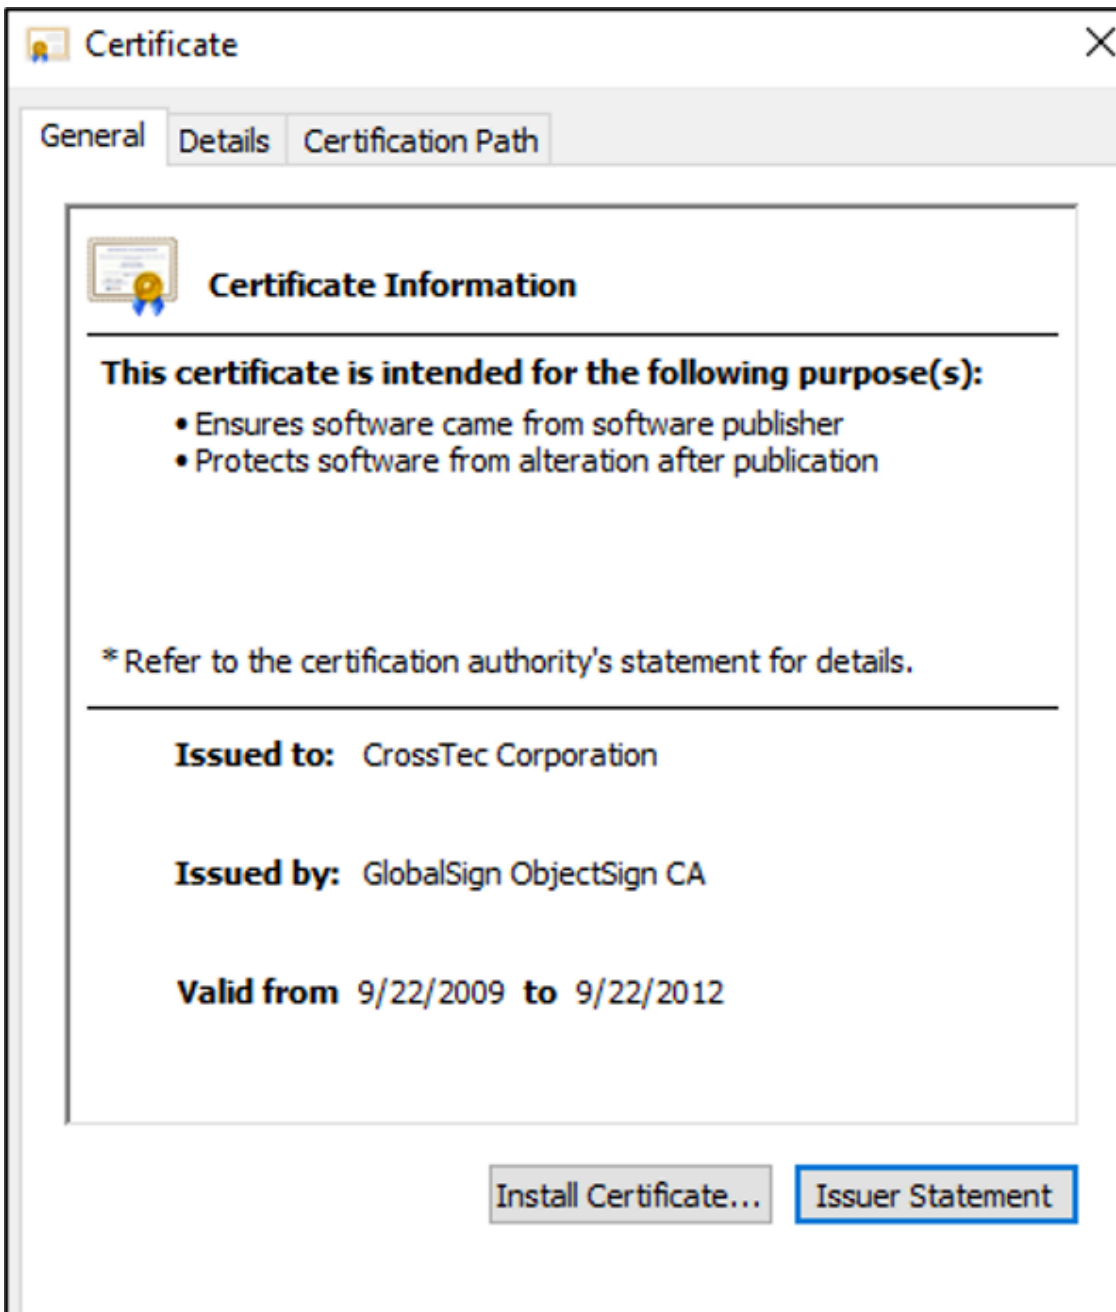 Certificate
General Details Certification Path
Certificate Information
This certificate is intended for the following purpose(s):
• Ensures software came from software publisher
• Protects software from alteration after publication
* Refer to the certification authority's statement for details.
Issued to: CrossTec Corporation
Issued by: GlobalSign ObjectSign CA
Valid from 9/22/2009 to 9/22/2012
Install Certificate... Issuer Statement